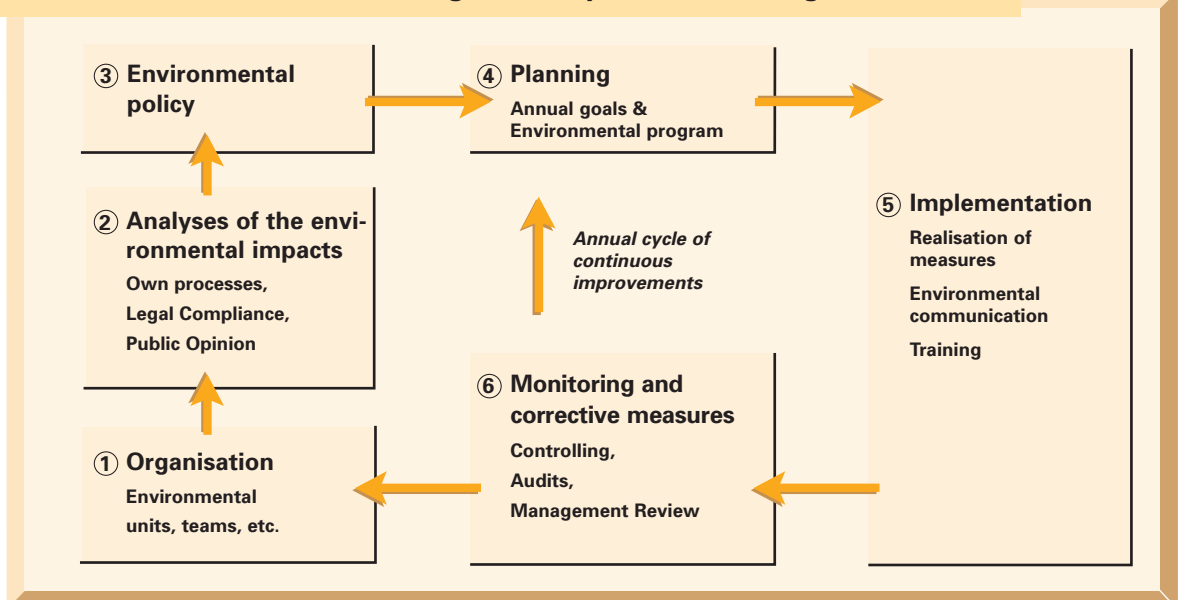 ③ Environmental
policy
④ Planning
Annual goals &
Environmental program
② Analyses of the envi-
ronmental impacts
Own processes,
Legal Compliance,
Public Opinion
Annual cycle of
continuous
improvements
⑤ Implementation
Realisation of
measures
Environmental
communication
Training
① Organisation
Environmental
units, teams, etc.
⑥ Monitoring and
corrective measures
Controlling,
Audits,
Management Review